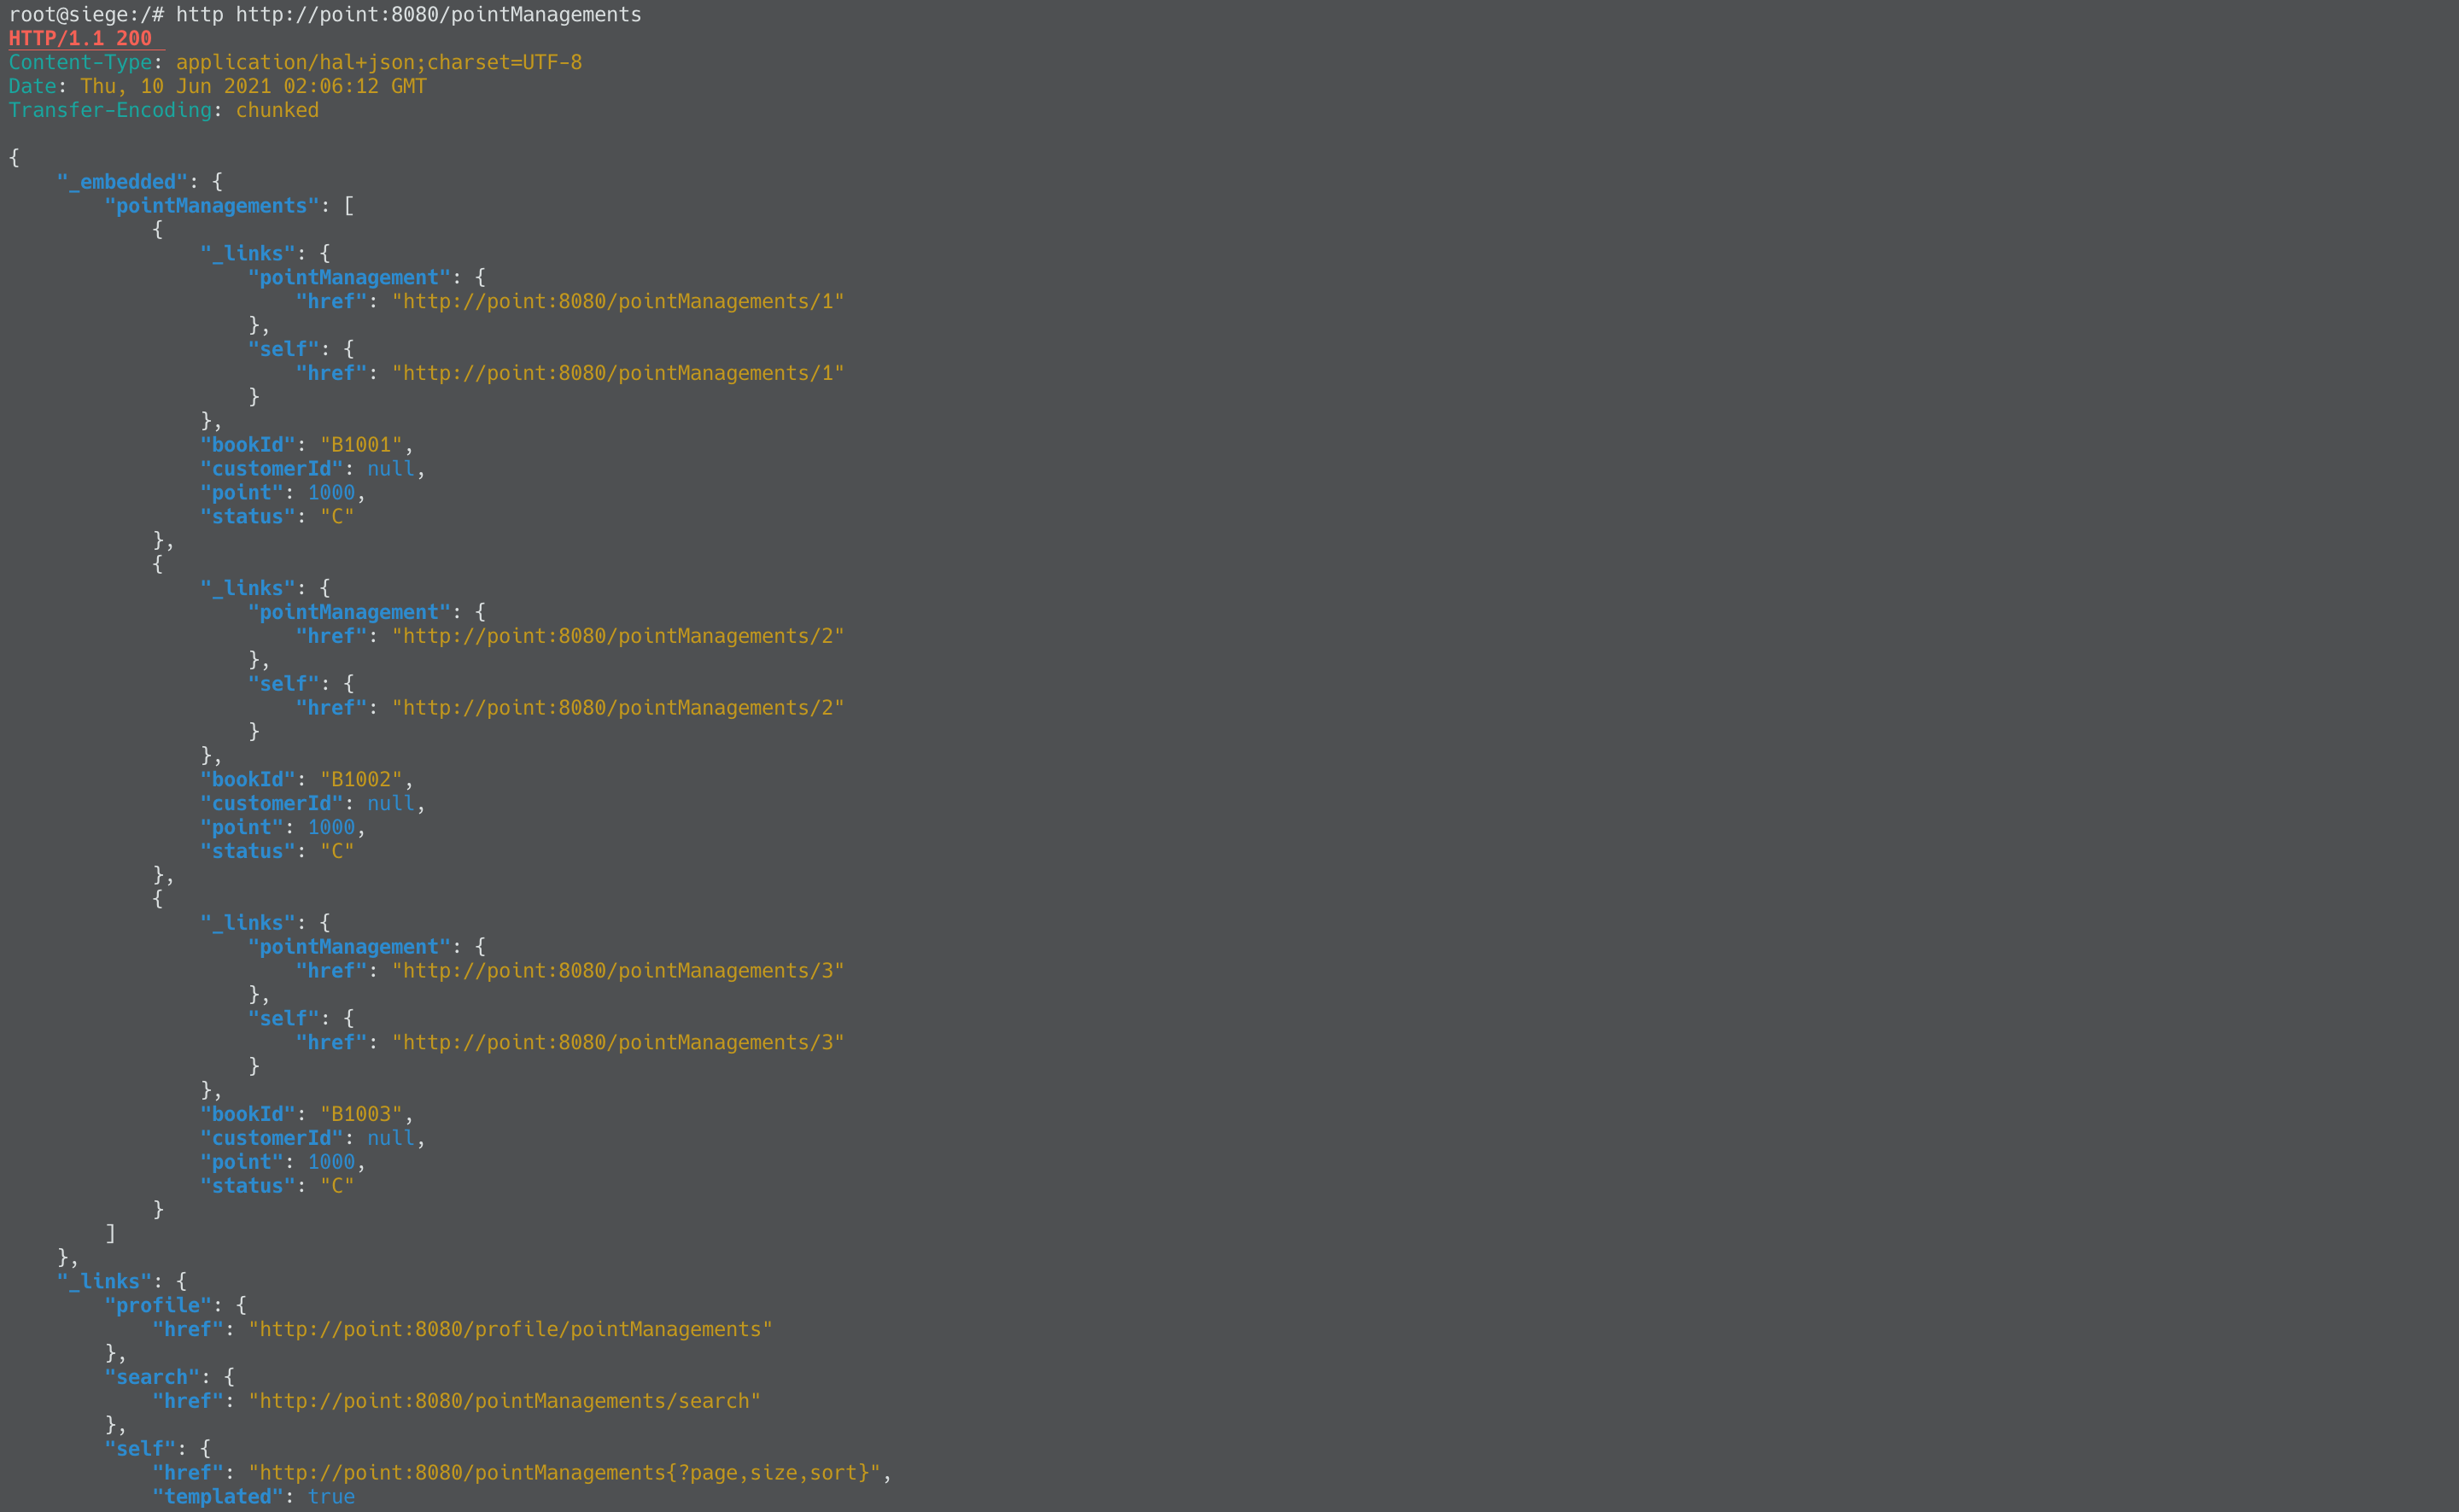 root@siege:/# http http://point:8080/pointManagements
HTTP/1.1 200
Content-Type: application/hal+json;charset=UTF-8
Date: Thu, 10 Jun 2021 02:06:12 GMT
Transfer-Encoding: chunked

{
    "_embedded": {
        "pointManagements": [
            {
                "_links": {
                    "pointManagement": {
                        "href": "http://point:8080/pointManagements/1"
                    },
                    "self": {
                        "href": "http://point:8080/pointManagements/1"
                    }
                },
                "bookId": "B1001",
                "customerId": null,
                "point": 1000,
                "status": "C"
            },
            {
                "_links": {
                    "pointManagement": {
                        "href": "http://point:8080/pointManagements/2"
                    },
                    "self": {
                        "href": "http://point:8080/pointManagements/2"
                    }
                },
                "bookId": "B1002",
                "customerId": null,
                "point": 1000,
                "status": "C"
            },
            {
                "_links": {
                    "pointManagement": {
                        "href": "http://point:8080/pointManagements/3"
                    },
                    "self": {
                        "href": "http://point:8080/pointManagements/3"
                    }
                },
                "bookId": "B1003",
                "customerId": null,
                "point": 1000,
                "status": "C"
            }
        ]
    },
    "_links": {
        "profile": {
            "href": "http://point:8080/profile/pointManagements"
        },
        "search": {
            "href": "http://point:8080/pointManagements/search"
        },
        "self": {
            "href": "http://point:8080/pointManagements{?page,size,sort}",
            "templated": true